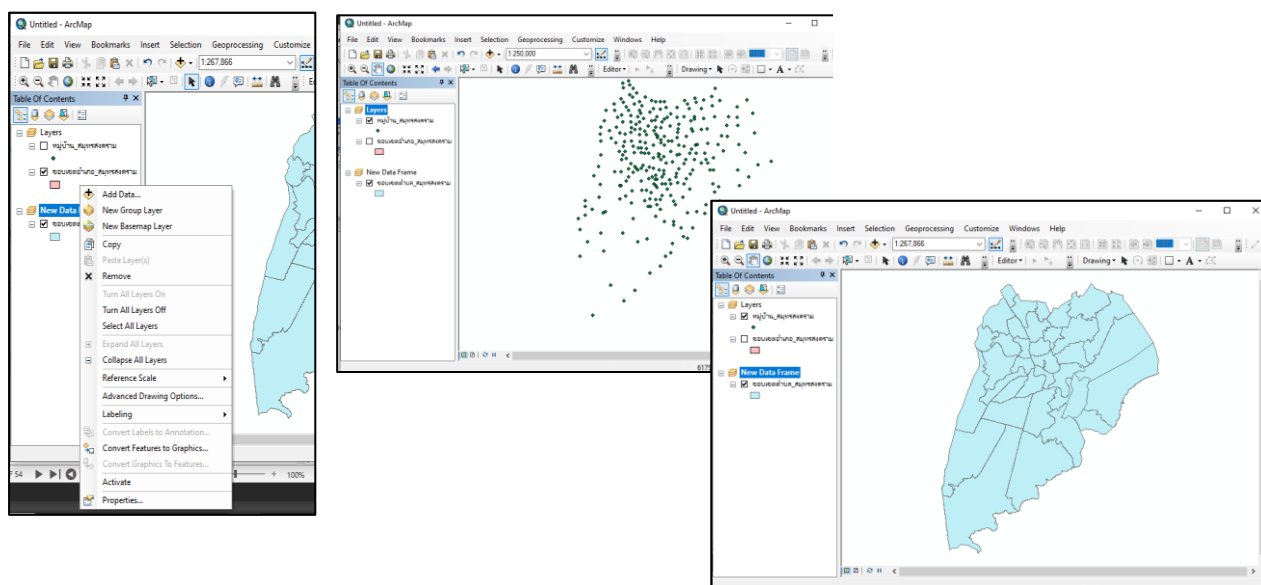 Untitled - ArcMap
File Edit View Bookmarks Insert Selection Geoprocessing Customize
1:267,866
Table Of Contents
Layers
หมู่บ้าน_สมุทรสงคราม
ขอบเขตอำเภอ_สมุทรสงคราม
New Data
ขอบเขตต
Add Data...
New Group Layer
New Basemap Layer
Copy
Paste Layer(s)
Remove
Turn All Layers On
Turn All Layers Off
Select All Layers
Expand All Layers
Collapse All Layers
Reference Scale
Advanced Drawing Options...
Labeling
Convert Labels to Annotation...
Convert Features to Graphics...
Convert Graphics To Features...
Activate
Properties...
54
100%
Untitled - ArcMap
File Edit View Bookmarks Insert Selection Geoprocessing Customize Windows Help
1:250,000
Editor Drawing A
Table Of Contents
Layers
หมู่บ้าน_สมุทรสงคราม
ขอบเขตอำเภอ_สมุทรสงคราม
New Data Frame
ขอบเขตตำบล_สมุทรสงคราม
6175
Untitled - ArcMap
File Edit View Bookmarks Insert Selection Geoprocessing Customize Windows Help
1:267,866
Editor Drawing A
Table Of Contents
Layers
หมู่บ้าน_สมุทรสงคราม
ขอบเขตอำเภอ_สมุทรสงคราม
New Data Frame
ขอบเขตตำบล_สมุทรสงคราม